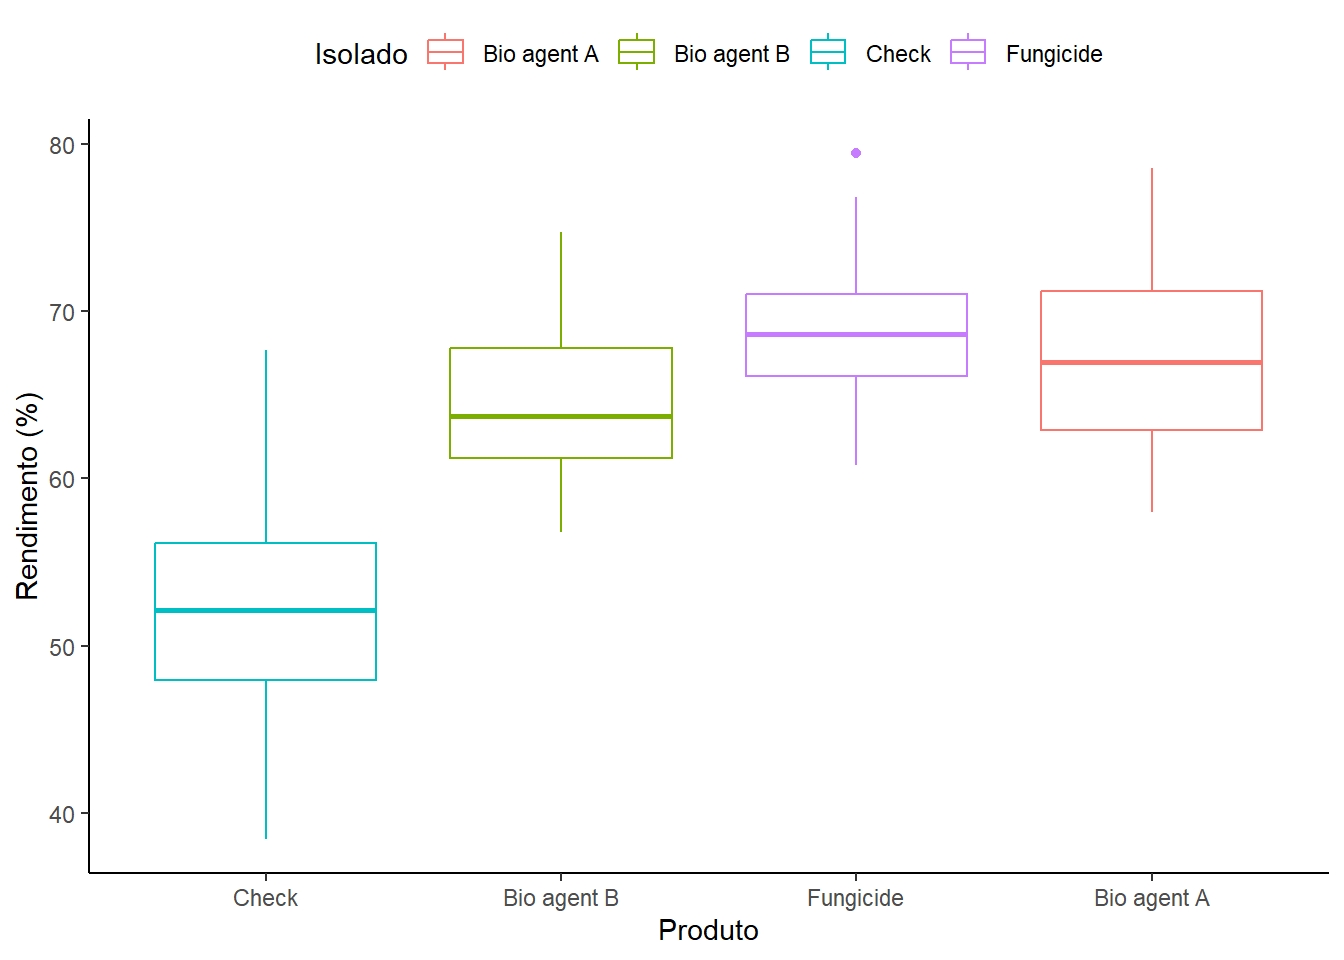 Isolado Bio agent A Bio agent B Check Fungicide
80
70
60
50
40
Rendimento (%)
Check Bio agent B Fungicide Bio agent A
Produto